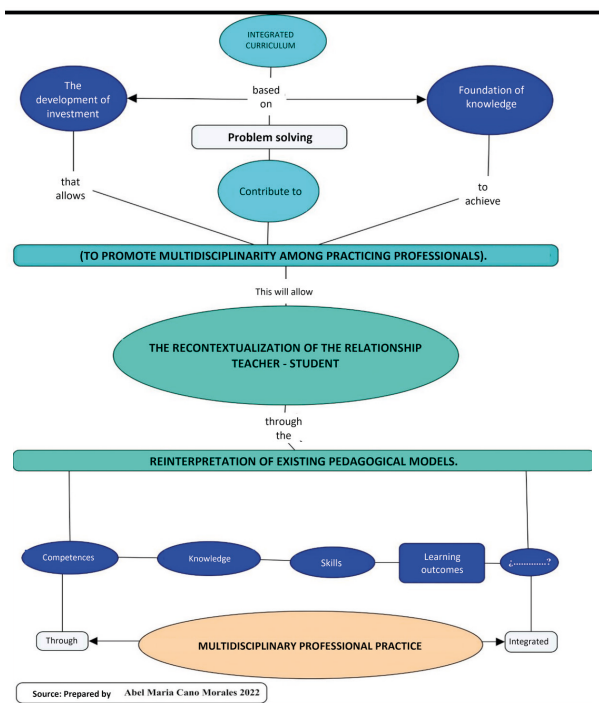 INTEGRATED
CURRICULUM
The
development of
investment
based
on
Foundation of
knowledge
Problem solving
that
allows
Contribute to
to
achieve
(TO PROMOTE MULTIDISCIPLINARITY AMONG PRACTICING PROFESSIONALS).
This will allow
THE RECONTEXTUALIZATION OF THE RELATIONSHIP
TEACHER - STUDENT
through
the
REINTERPRETATION OF EXISTING PEDAGOGICAL MODELS.
Competences
Knowledge
Skills
Learning
outcomes
¿.............?
Through
MULTIDISCIPLINARY PROFESSIONAL PRACTICE
Integrated
Source: Prepared by Abel Maria Cano Morales 2022